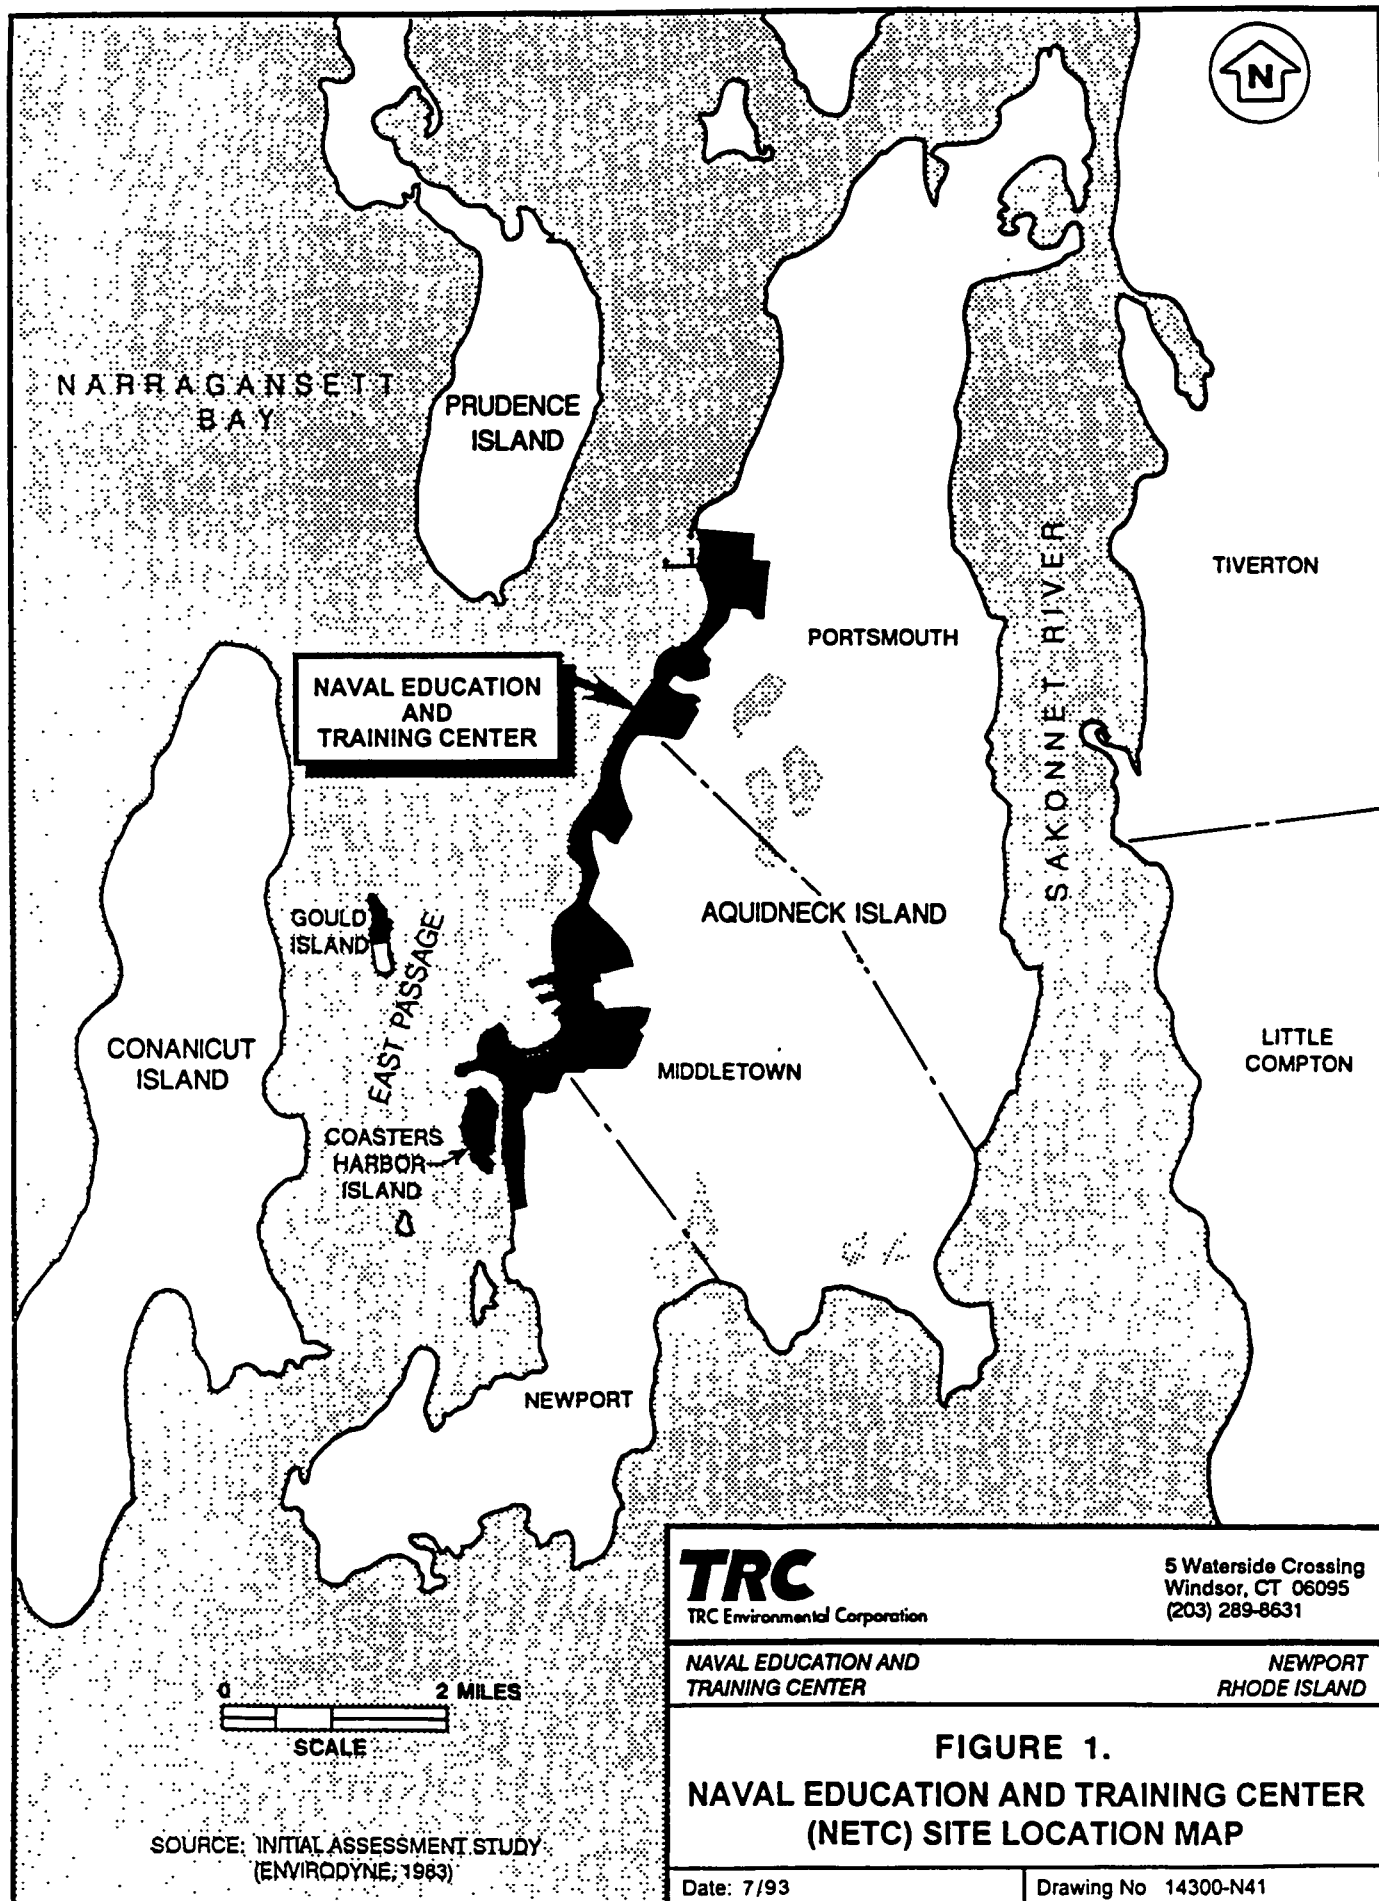 N
NARRAGANSETT
BAY
PRUDENCE
ISLAND
TIVERTON
PORTSMOUTH
SAKONNET RIVER
NAVAL EDUCATION
AND
TRAINING CENTER
GOULD
ISLAND
EAST PASSAGE
AQUIDNECK ISLAND
CONANICUT
ISLAND
MIDDLETOWN
LITTLE
COMPTON
COASTERS
HARBOR
ISLAND
NEWPORT
TRC
TRC Environmental Corporation
5 Waterside Crossing
Windsor, CT 06095
(203) 289-8631
NAVAL EDUCATION AND
TRAINING CENTER
NEWPORT
RHODE ISLAND
0 2 MILES
SCALE
FIGURE 1.
NAVAL EDUCATION AND TRAINING CENTER
(NETC) SITE LOCATION MAP
SOURCE: INITIAL ASSESSMENT STUDY
(ENVIRODYNE, 1983)
Date: 7/93
Drawing No 14300-N41